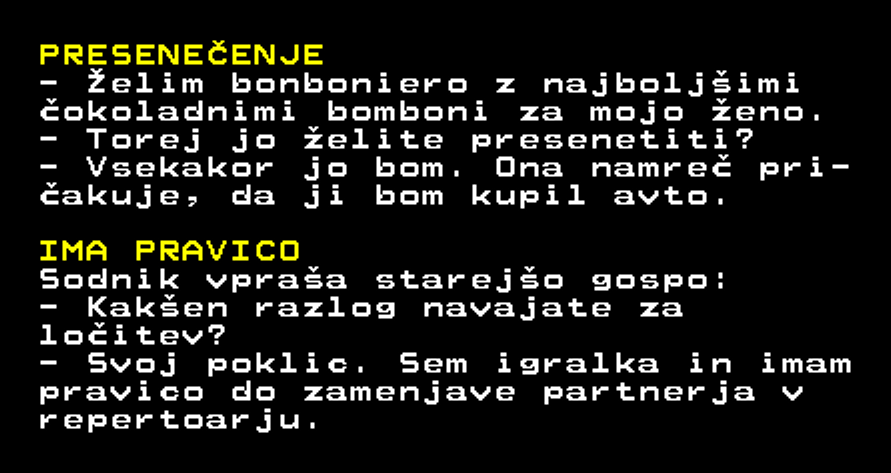 PRESENEČENJE
- Želim bonboniero z najboljšimi
čokoladnimi bomboni za mojo ženo.
- Torej jo želite presenetiti?
- Vsekakor jo bom. Ona namreč pri-
čakuje, da ji bom kupil avto.
IMA PRAVICO
Sodnik vpraša starejšo gospo:
- Kakšen razlog navajate za
ločitev?
- Svoj poklic. Sem igralka in imam
pravico do zamenjave partnerja v
repertoarju.